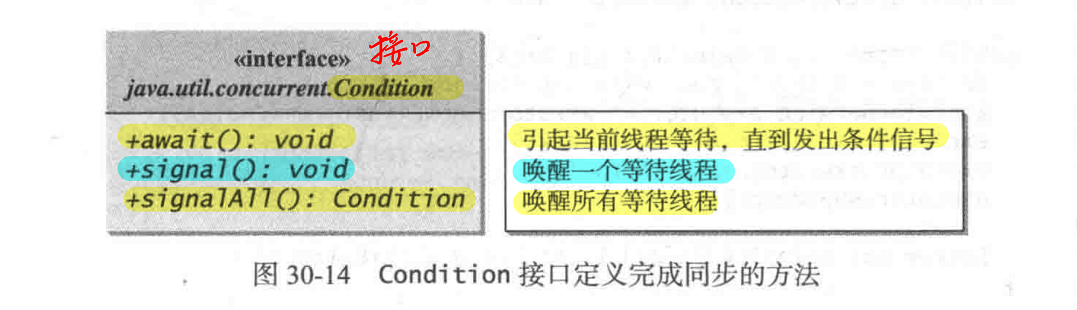 «interface» 接口
java.util.concurrent.Condition
+await(): void
+signal(): void
+signalAll(): Condition
引起当前线程等待，直到发出条件信号
唤醒一个等待线程
唤醒所有等待线程
图 30-14 Condition 接口定义完成同步的方法